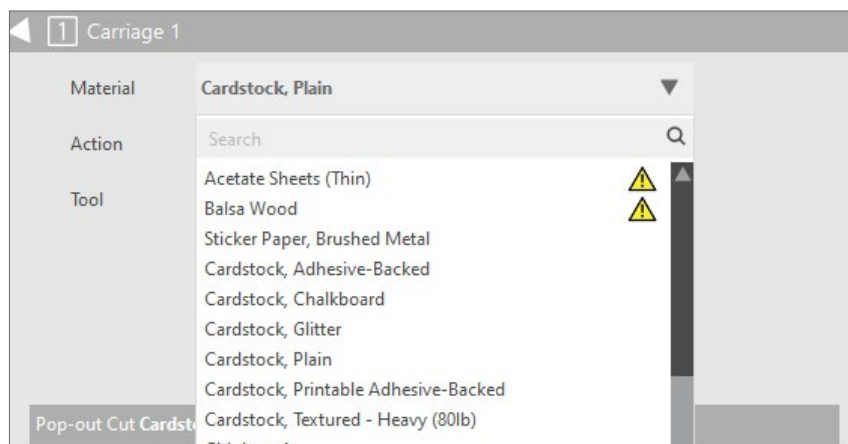 1 Carriage 1
Material Cardstock, Plain
Action Search
Acetate Sheets (Thin)
Tool Balsa Wood
Sticker Paper, Brushed Metal
Cardstock, Adhesive-Backed
Cardstock, Chalkboard
Cardstock, Glitter
Cardstock, Plain
Cardstock, Printable Adhesive-Backed
Pop-out Cut Cardst
Cardstock, Textured - Heavy (80lb)